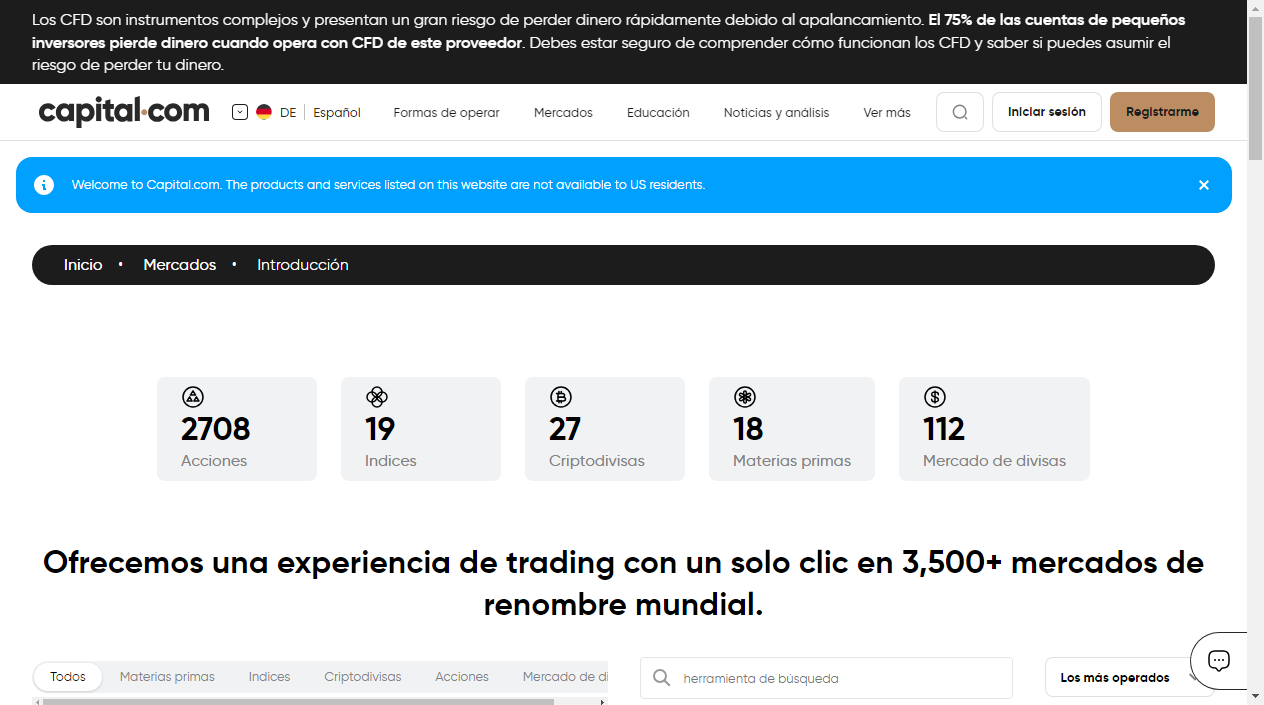 Los CFD son instrumentos complejos y presentan un gran riesgo de perder dinero rápidamente debido al apalancamiento. El 75% de las cuentas de pequeños
inversores pierde dinero cuando opera con CFD de este proveedor. Debes estar seguro de comprender cómo funcionan los CFD y saber si puedes asumir el
riesgo de perder tu dinero.
capital.com DE Español Formas de operar Mercados Educación Noticias y análisis Ver más Iniciar sesión Registrarme
Welcome to Capital.com. The products and services listed on this website are not available to US residents.
Inicio • Mercados • Introducción
2708 19 27 18 112
Acciones Indices Criptodivisas Materias primas Mercado de divisas
Ofrecemos una experiencia de trading con un solo clic en 3,500+ mercados de
renombre mundial.
Todos Materias primas Indices Criptodivisas Acciones Mercado de di herramienta de búsqueda Los más operados